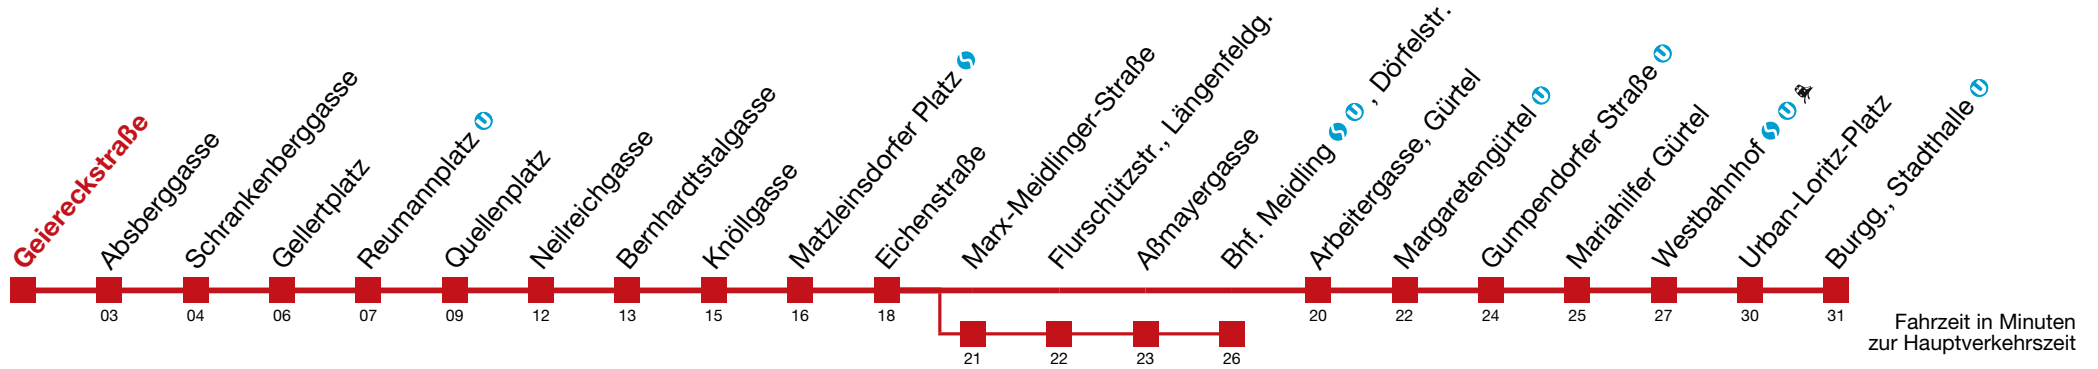 Geiereckstraße
Absberggasse
Schrankenberggasse
Gellertplatz
Reumannplatz U
Quellenplatz
Neilreichgasse
Bernhardtstalgasse
Knöllgasse
Matzleinsdorfer Platz S
Eichenstraße
Marx-Meidlinger-Straße
Flurschützstr., Längenfeldg.
Aßmayergasse
Bhf. Meidling S U , Dörfelstr.
Arbeitergasse, Gürtel
Margaretengürtel U
Gumpendorfer Straße U
Mariahilfer Gürtel
Westbahnhof S U
Urban-Loritz-Platz
Burgg., Stadthalle U
03 04 06 07 09 12 13 15 16 18 20 22 24 25 27 30 31
21 22 23 26
Fahrzeit in Minuten
zur Hauptverkehrszeit